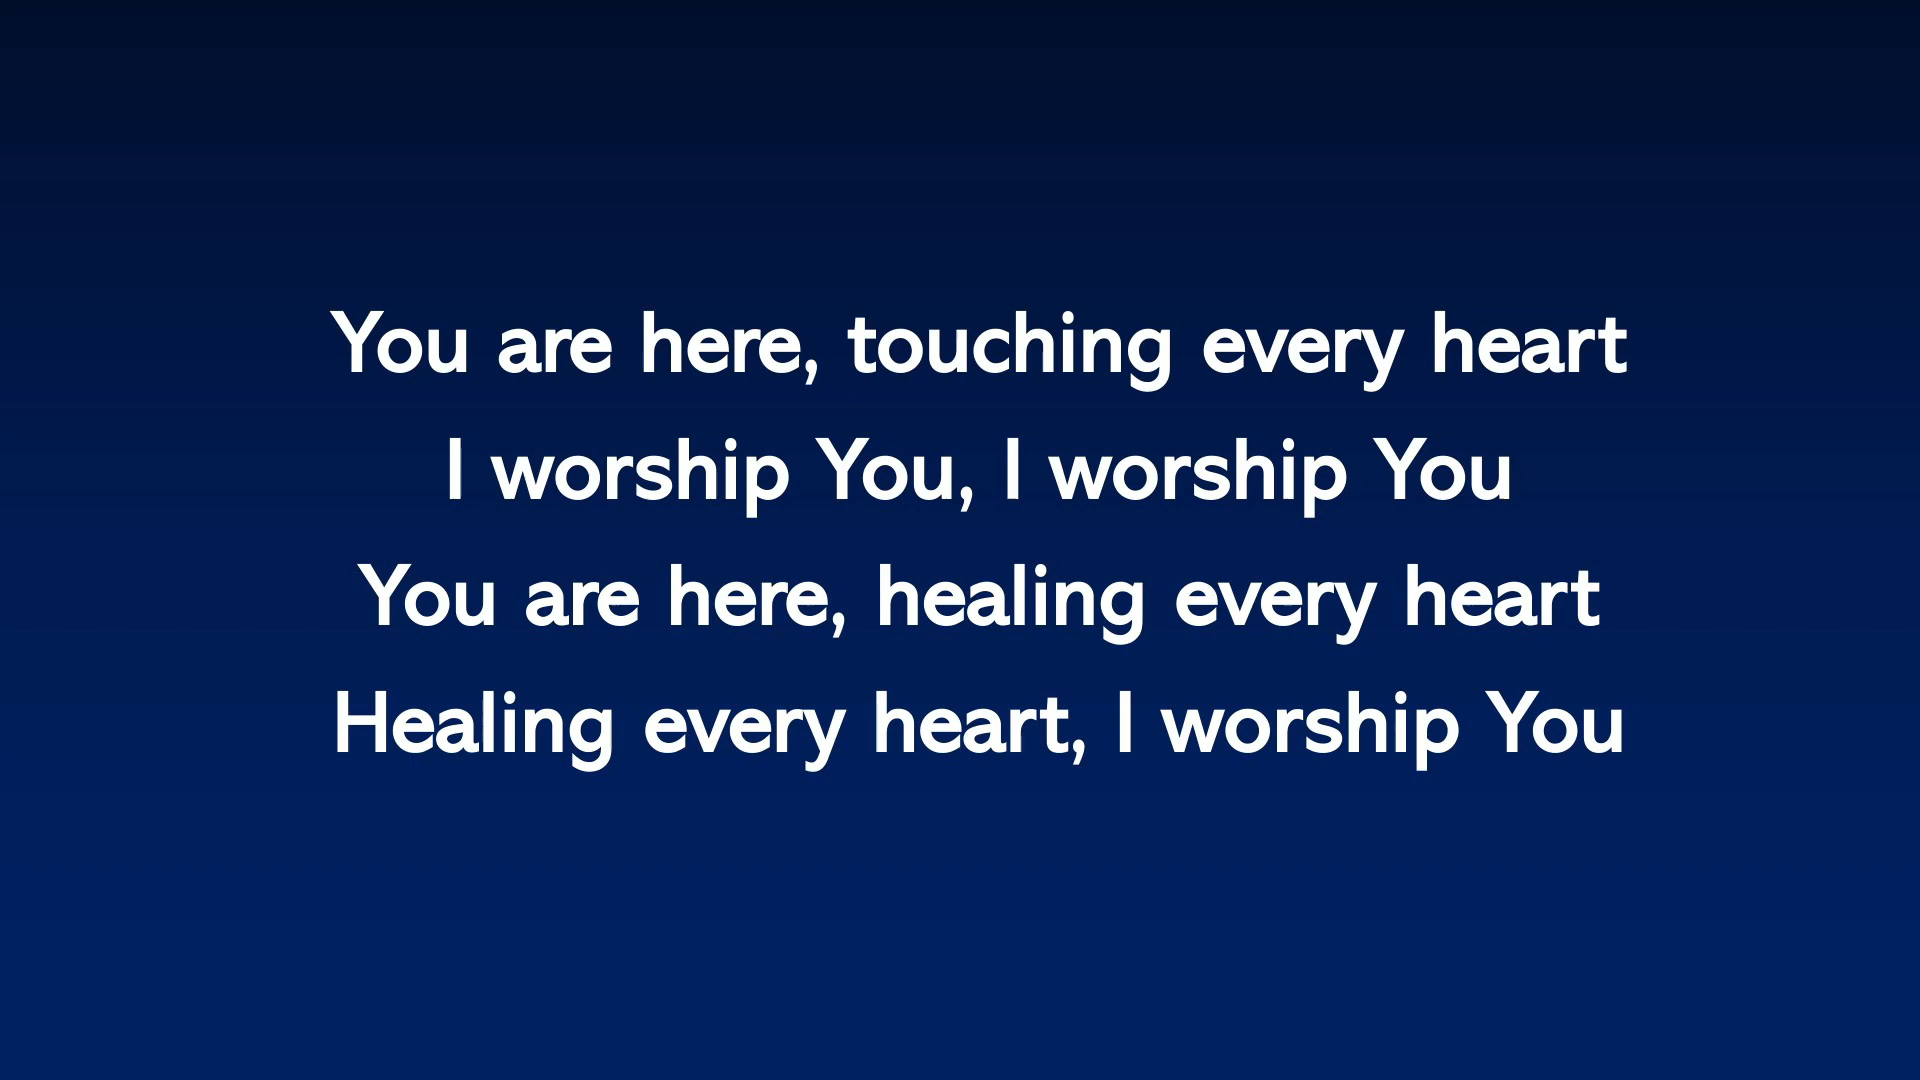 You are here, touching every heart
I worship You, I worship You
You are here, healing every heart
Healing every heart, I worship You